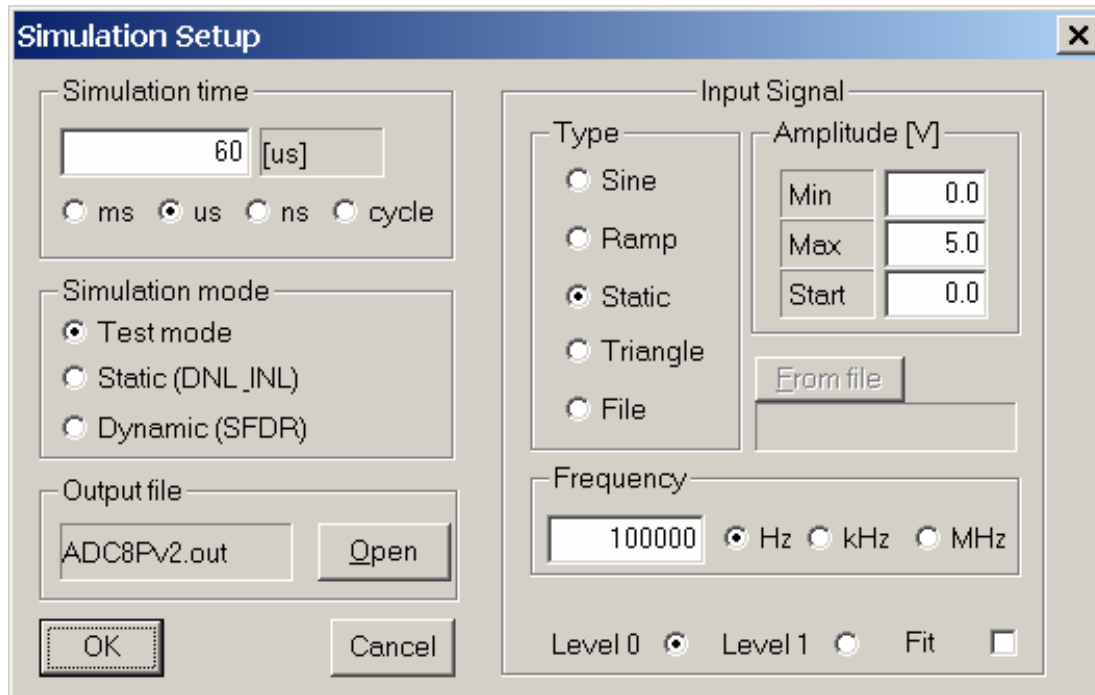 Simulation Setup
Simulation time
60 [us]
ms us ns cycle
Simulation mode
Test mode
Static (DNL_INL)
Dynamic (SFDR)
Output file
ADC8Pv2.out Open
OK Cancel
Input Signal
Type
Sine
Ramp
Static
Triangle
File
Amplitude [V]
Min 0.0
Max 5.0
Start 0.0
From file
Frequency
100000 Hz kHz MHz
Level 0 Level 1 Fit